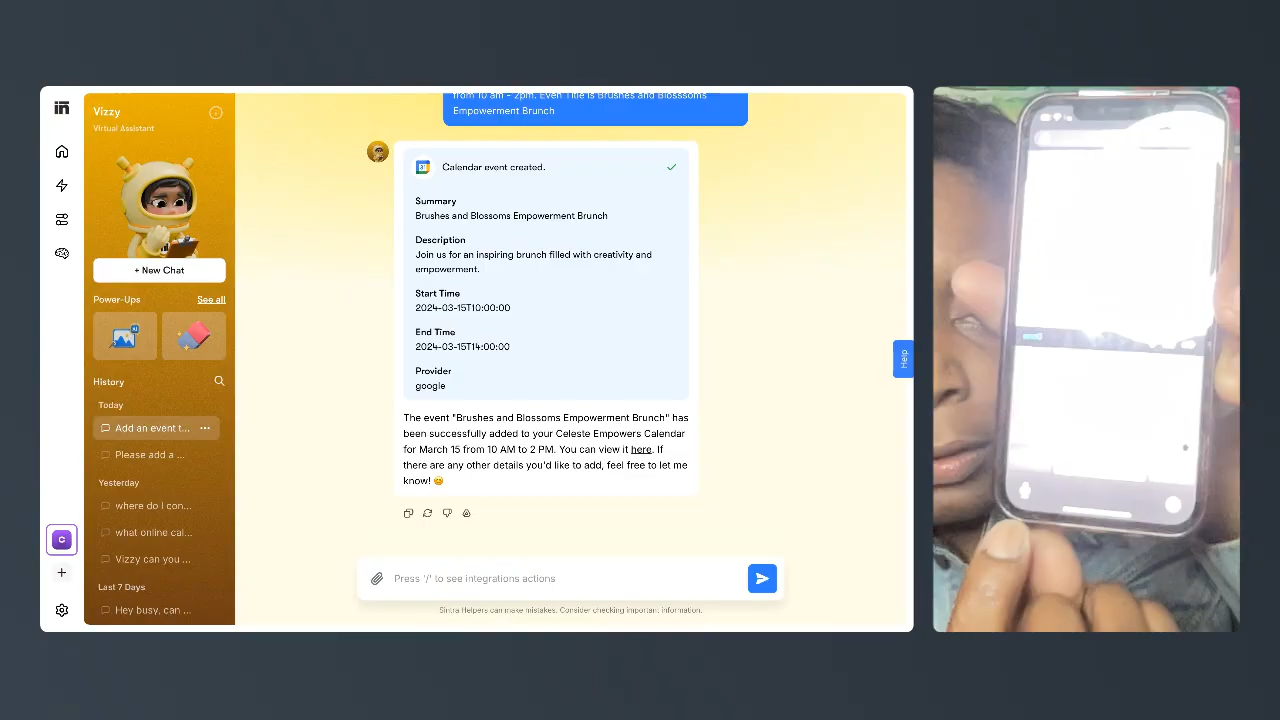 Vizzy
Virtual Assistant
+ New Chat
Power-Ups
See all
AI
History
Today
Add an event t...
Please add a ...
Yesterday
where do I con...
what online cal...
Vizzy can you ...
Last 7 Days
Hey busy, can ...
C
from 10 am - 2pm. Even Title is Brushes and Blosssoms
Empowerment Brunch
31
Calendar event created.
Summary
Brushes and Blossoms Empowerment Brunch
Description
Join us for an inspiring brunch filled with creativity and
empowerment.
Start Time
2024-03-15T10:00:00
End Time
2024-03-15T14:00:00
Provider
google
The event "Brushes and Blossoms Empowerment Brunch" has
been successfully added to your Celeste Empowers Calendar
for March 15 from 10 AM to 2 PM. You can view it here. If
there are any other details you'd like to add, feel free to let me
know! 😊
Press '/' to see integrations actions
Sintra Helpers can make mistakes. Consider checking important information.
Help